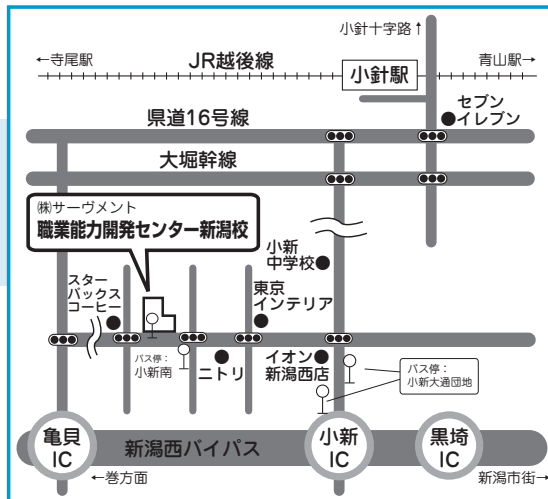 小針十字路↑
←寺尾駅
JR越後線
青山駅→
小針駅
セブン
イレブン
県道16号線
大堀幹線
㈱サーヴメント
職業能力開発センター新潟校
小新
中学校
スター
バックス
コーヒー
東京
インテリア
バス停：
小新南
ニトリ
イオン
新潟西店
バス停：
小新大通団地
亀貝
IC
新潟西バイパス
小新
IC
黒埼
IC
←巻方面
新潟市街→